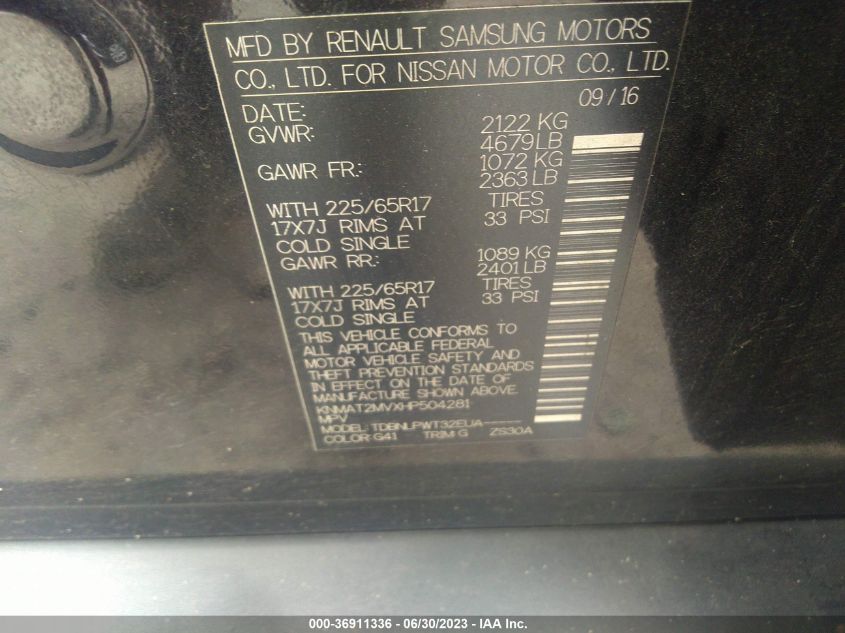 MFD BY RENAULT SAMSUNG MOTORS
CO., LTD. FOR NISSAN MOTOR CO., LTD.
DATE: 09/16
GVWR: 2122 KG
4679LB
GAWR FR.: 1072 KG
2363 LB
WITH 225/65R17 TIRES
17X7J RIMS AT 33 PSI
COLD SINGLE
GAWR RR.: 1089 KG
2401 LB
WITH 225/65R17 TIRES
17X7J RIMS AT 33 PSI
COLD SINGLE
THIS VEHICLE CONFORMS TO
ALL APPLICABLE FEDERAL
MOTOR VEHICLE SAFETY AND
THEFT PREVENTION STANDARDS
IN EFFECT ON THE DATE OF
MANUFACTURE SHOWN ABOVE.
KNMAT2MVXHP504281
MPV
MODEL: TDBNLPWT32EUA-----
COLOR: G41 TRIM: G ZS30A
000-36911336 - 06/30/2023 - IAA Inc.